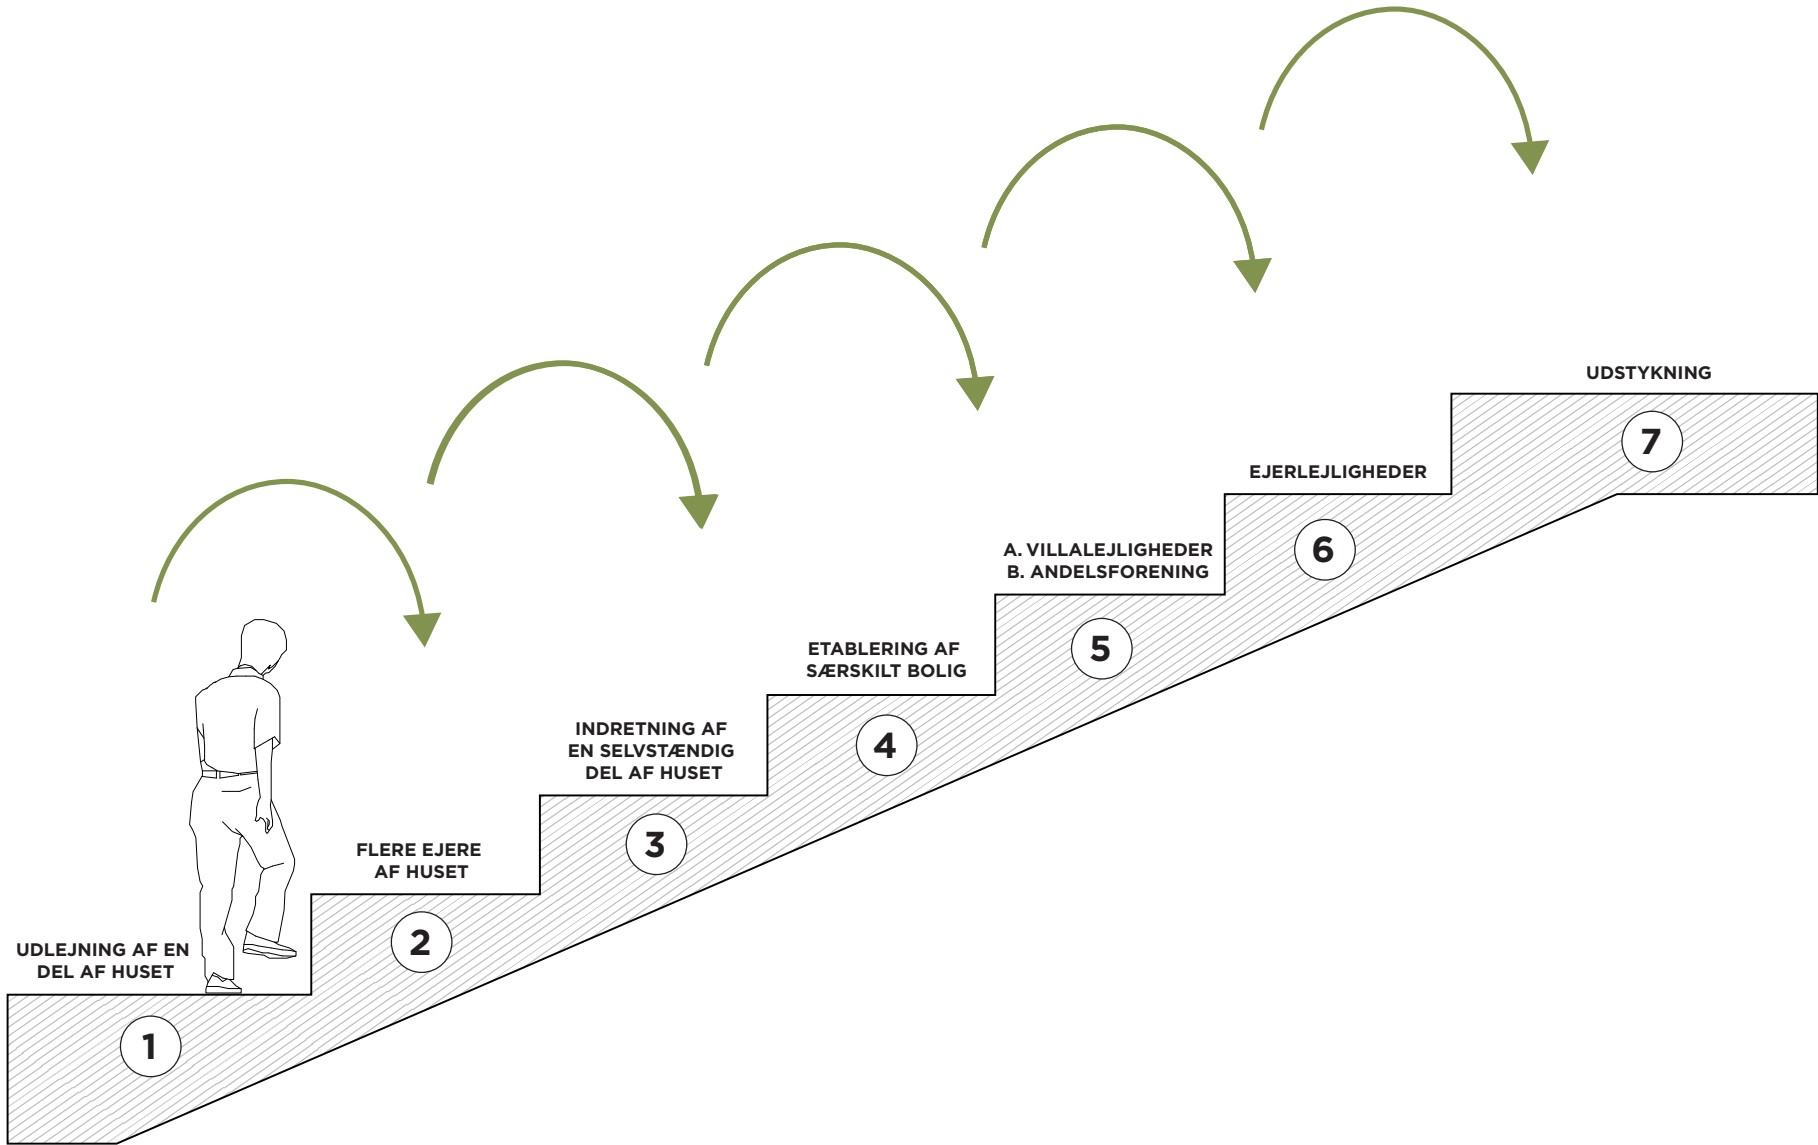 UDLEJNING AF EN
DEL AF HUSET
1
FLERE EJERE
AF HUSET
2
INDRETNING AF
EN SELVSTÆNDIG
DEL AF HUSET
3
ETABLERING AF
SÆRSKILT BOLIG
4
A. VILLALEJLIGHEDER
B. ANDELSFORENING
5
EJERLEJLIGHEDER
6
UDSTYKNING
7